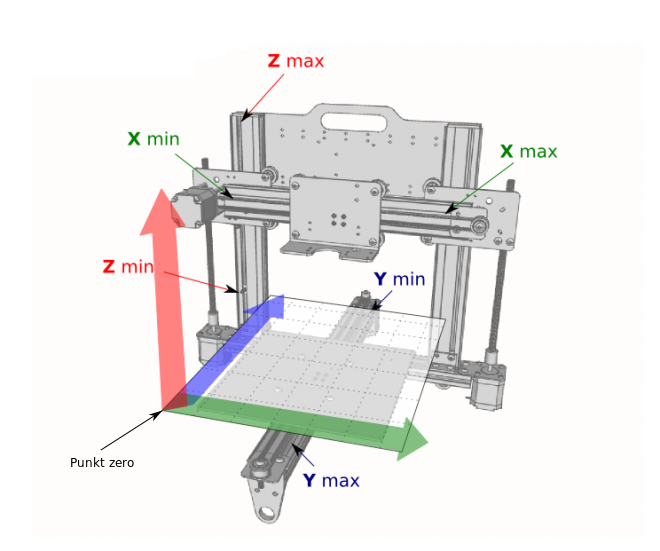 Z max
X min
X max
Z min
Y min
Punkt zero
Y max